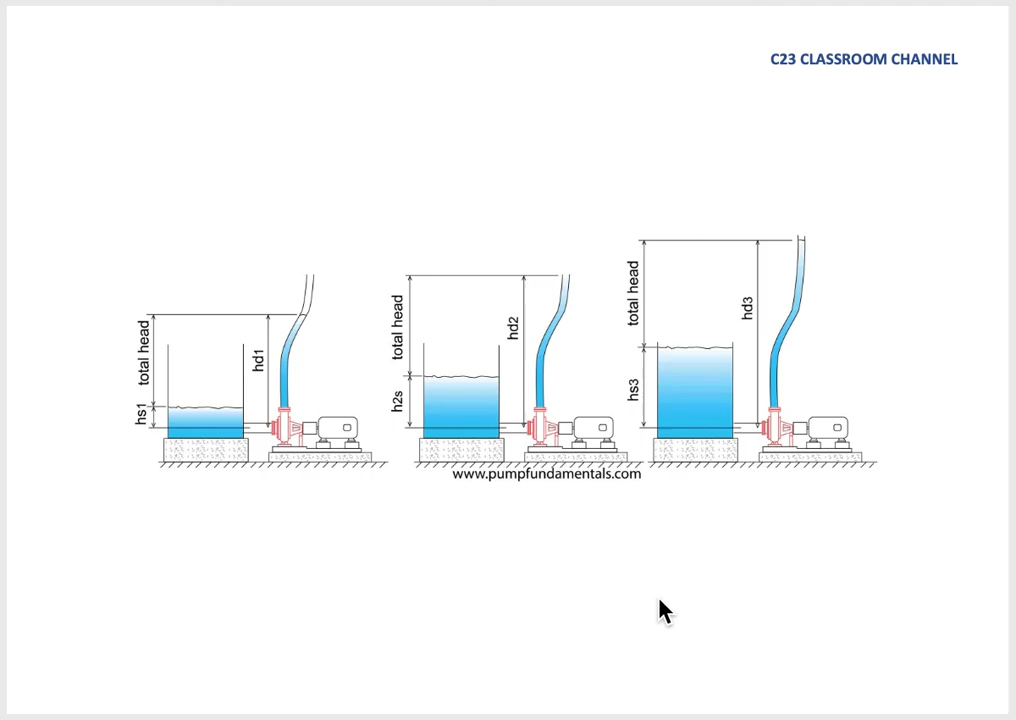 C23 CLASSROOM CHANNEL
total head
hs1
hd1
total head
h2s
hd2
total head
hs3
hd3
www.pumpfundamentals.com